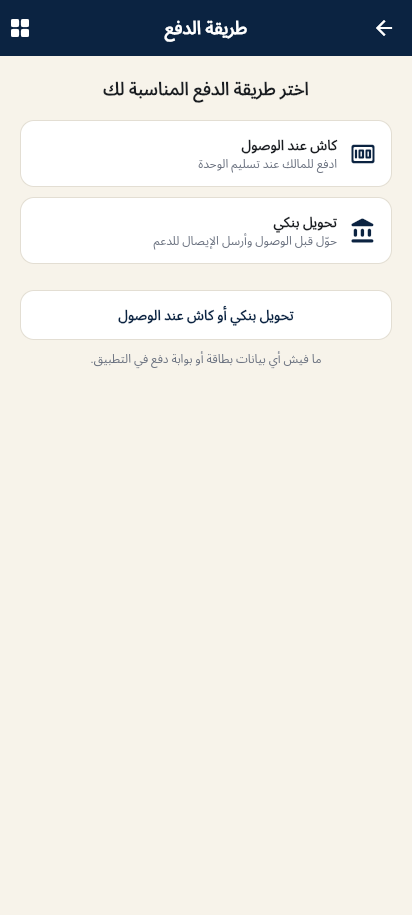 طريقة الدفع
اختر طريقة الدفع المناسبة لك
كاش عند الوصول
ادفع للمالك عند تسليم الوحدة
تحويل بنكي
حوّل قبل الوصول وأرسل الإيصال للدعم
تحويل بنكي أو كاش عند الوصول
ما فيش أي بيانات بطاقة أو بوابة دفع في التطبيق.